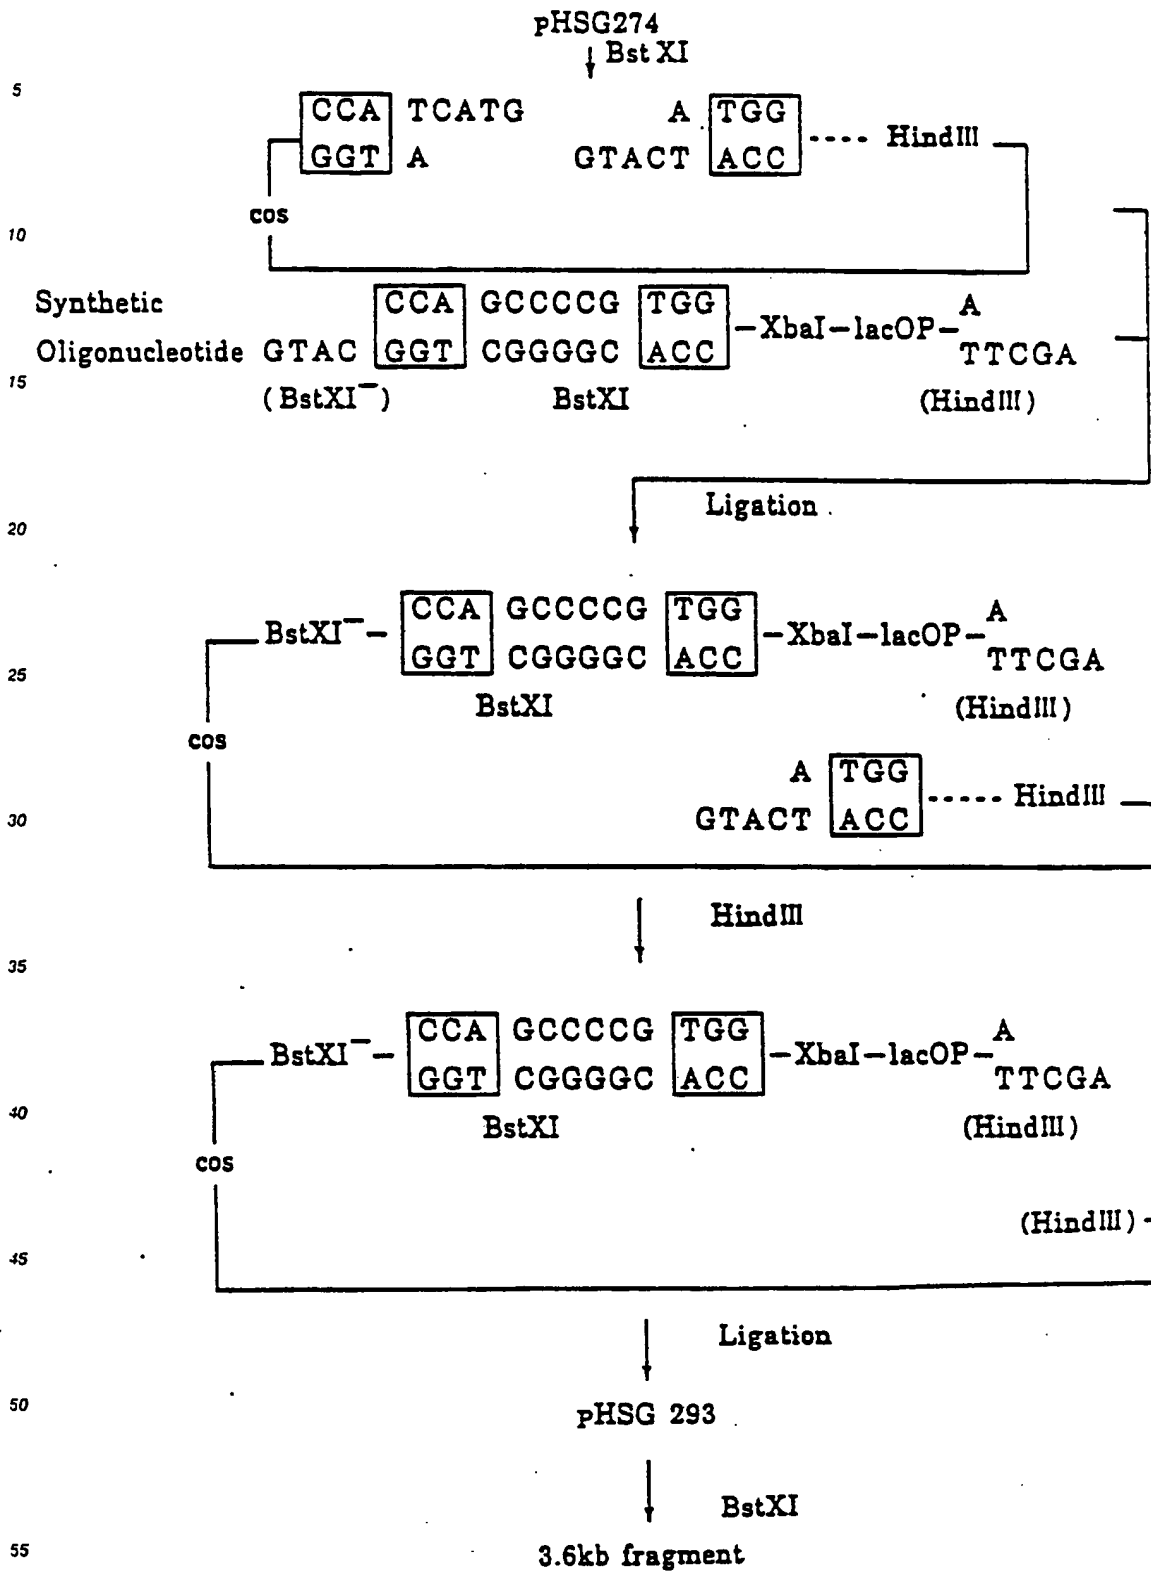 pHSG274
Bst XI
5
CCA TCATG A TGG
GGT A GTACT ACC ---- HindIII
cos
10
Synthetic CCA GCCCCG TGG A
-XbaI-lacOP-
Oligonucleotide GTAC GGT CGGGGC ACC TTCGA
15
(BstXI⁻) BstXI (HindIII)
Ligation
20
CCA GCCCCG TGG A
BstXI⁻- -XbaI-lacOP-
GGT CGGGGC ACC TTCGA
25
BstXI (HindIII)
cos
A TGG
----- HindIII
GTACT ACC
30
HindIII
35
CCA GCCCCG TGG A
BstXI⁻- -XbaI-lacOP-
GGT CGGGGC ACC TTCGA
40
BstXI (HindIII)
cos
(HindIII)-
45
Ligation
50
pHSG 293
BstXI
55
3.6kb fragment